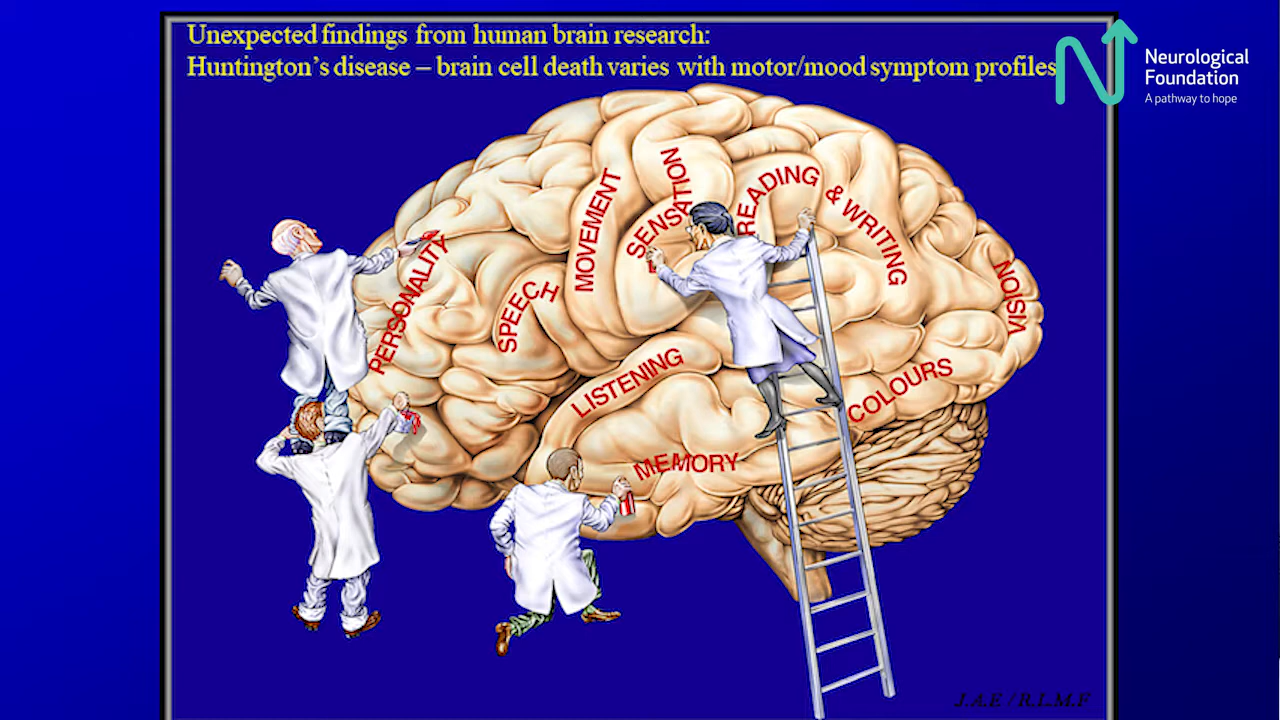 Unexpected findings from human brain research:
Huntington's disease – brain cell death varies with motor/mood symptom profiles
Neurological
Foundation
A pathway to hope
PERSONALITY
SPEECH
MOVEMENT
SENSATION
READING & WRITING
VISION
LISTENING
COLOURS
MEMORY
J.A.E / R.L.M.F